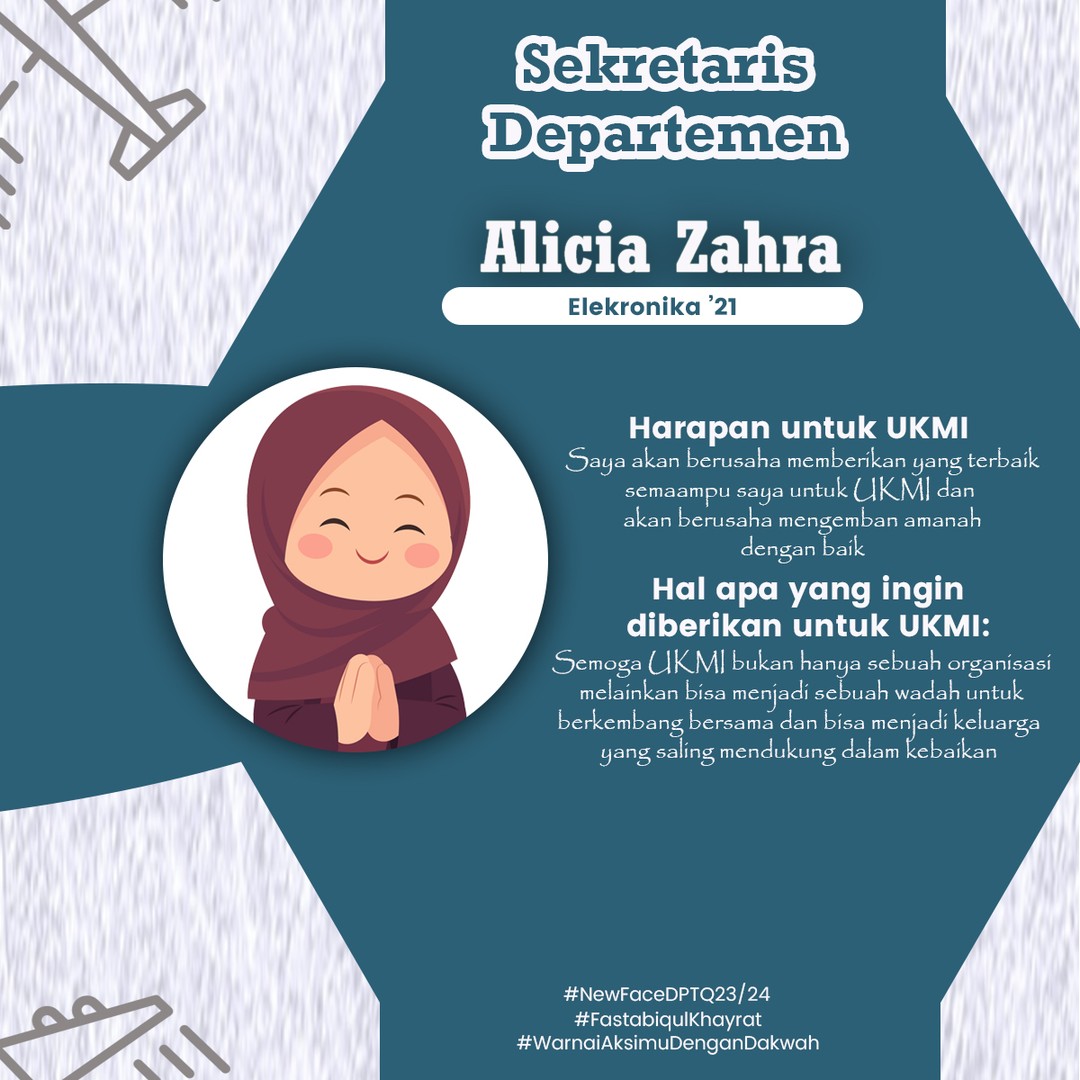 Sekretaris
Departemen
Alicia Zahra
Elekronika ’21
Harapan untuk UKMI
Saya akan berusaha memberikan yang terbaik
semaampu saya untuk UKMI dan
akan berusaha mengemban amanah
dengan baik
Hal apa yang ingin
diberikan untuk UKMI:
Semoga UKMI bukan hanya sebuah organisasi
melainkan bisa menjadi sebuah wadah untuk
berkembang bersama dan bisa menjadi keluarga
yang saling mendukung dalam kebaikan
#NewFaceDPTQ23/24
#FastabiqulKhayrat
#WarnaiAksimuDenganDakwah